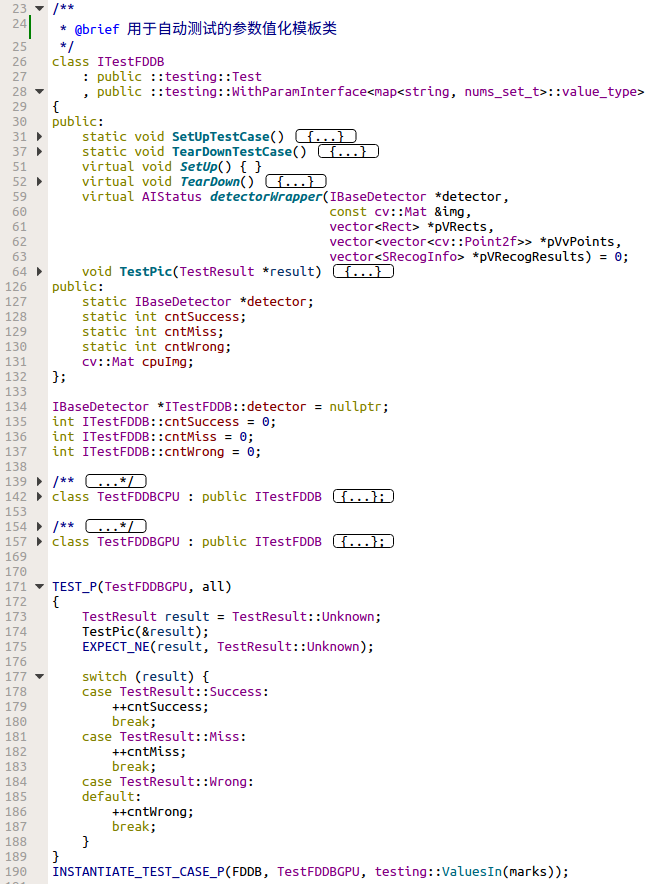 23 /**
24 * @brief 用于自动测试的参数值化模板类
25 */
26 class ITestFDDB
27 : public ::testing::Test
28 , public ::testing::WithParamInterface<map<string, nums_set_t>::value_type>
29 {
30 public:
31 static void SetUpTestCase() {...}
37 static void TearDownTestCase() {...}
51 virtual void SetUp() { }
52 virtual void TearDown() {...}
59 virtual AIStatus detectorWrapper(IBaseDetector *detector,
60 const cv::Mat &img,
61 vector<Rect> *pVRects,
62 vector<vector<cv::Point2f>> *pVvPoints,
63 vector<SRecogInfo> *pVRecogResults) = 0;
64 void TestPic(TestResult *result) {...}
126 public:
127 static IBaseDetector *detector;
128 static int cntSuccess;
129 static int cntMiss;
130 static int cntWrong;
131 cv::Mat cpuImg;
132 };
133
134 IBaseDetector *ITestFDDB::detector = nullptr;
135 int ITestFDDB::cntSuccess = 0;
136 int ITestFDDB::cntMiss = 0;
137 int ITestFDDB::cntWrong = 0;
138
139 /** ...*/
142 class TestFDDBCPU : public ITestFDDB {...};
153
154 /** ...*/
157 class TestFDDBGPU : public ITestFDDB {...};
169
170
171 TEST_P(TestFDDBGPU, all)
172 {
173 TestResult result = TestResult::Unknown;
174 TestPic(&result);
175 EXPECT_NE(result, TestResult::Unknown);
176
177 switch (result) {
178 case TestResult::Success:
179 ++cntSuccess;
180 break;
181 case TestResult::Miss:
182 ++cntMiss;
183 break;
184 case TestResult::Wrong:
185 default:
186 ++cntWrong;
187 break;
188 }
189 }
190 INSTANTIATE_TEST_CASE_P(FDDB, TestFDDBGPU, testing::ValuesIn(marks));